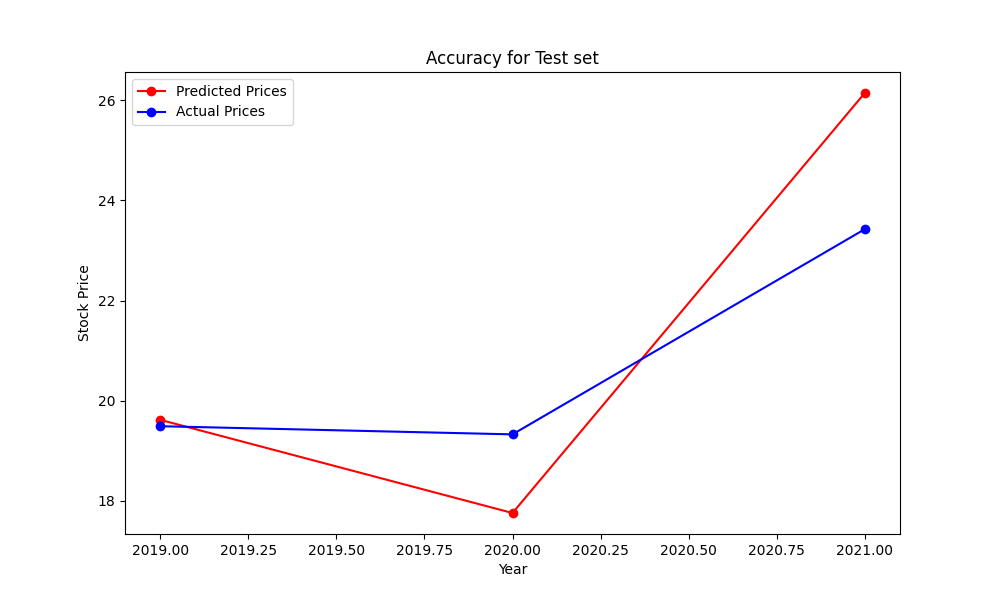 Accuracy for Test set
Predicted Prices
Actual Prices
26
24
22
20
18
Stock Price
2019.00 2019.25 2019.50 2019.75 2020.00 2020.25 2020.50 2020.75 2021.00
Year